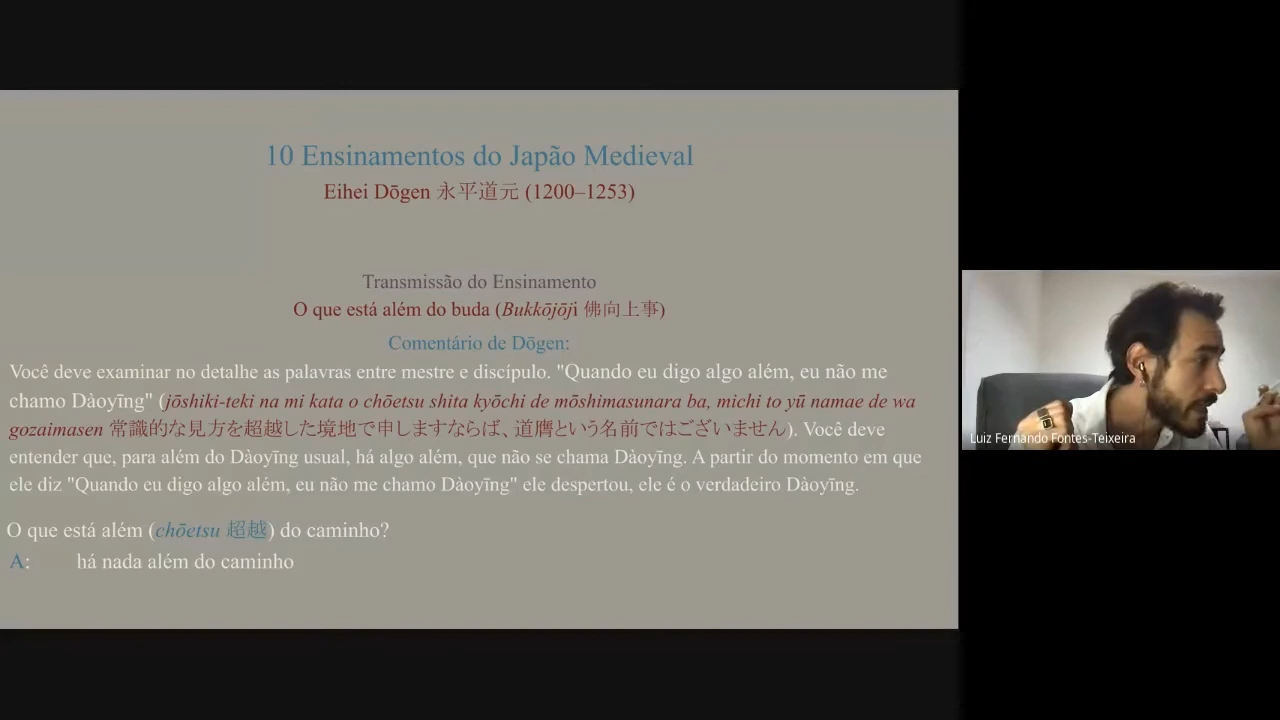 10 Ensinamentos do Japão Medieval
Eihei Dōgen 永平道元 (1200–1253)
Transmissão do Ensinamento
O que está além do buda (Bukkōjōji 佛向上事)
Comentário de Dōgen:
Você deve examinar no detalhe as palavras entre mestre e discípulo. "Quando eu digo algo além, eu não me
chamo Dàoyīng" (jōshiki-teki na mi kata o chōetsu shita kyōchi de mōshimasunara ba, michi to yū namae de wa
gozaimasen 常識的な見方を超越した境地で申しますならば、道膺という名前ではございません). Você deve
entender que, para além do Dàoyīng usual, há algo além, que não se chama Dàoyīng. A partir do momento em que
ele diz "Quando eu digo algo além, eu não me chamo Dàoyīng" ele despertou, ele é o verdadeiro Dàoyīng.
O que está além (chōetsu 超越) do caminho?
A: há nada além do caminho
Luiz Fernando Fontes-Teixeira